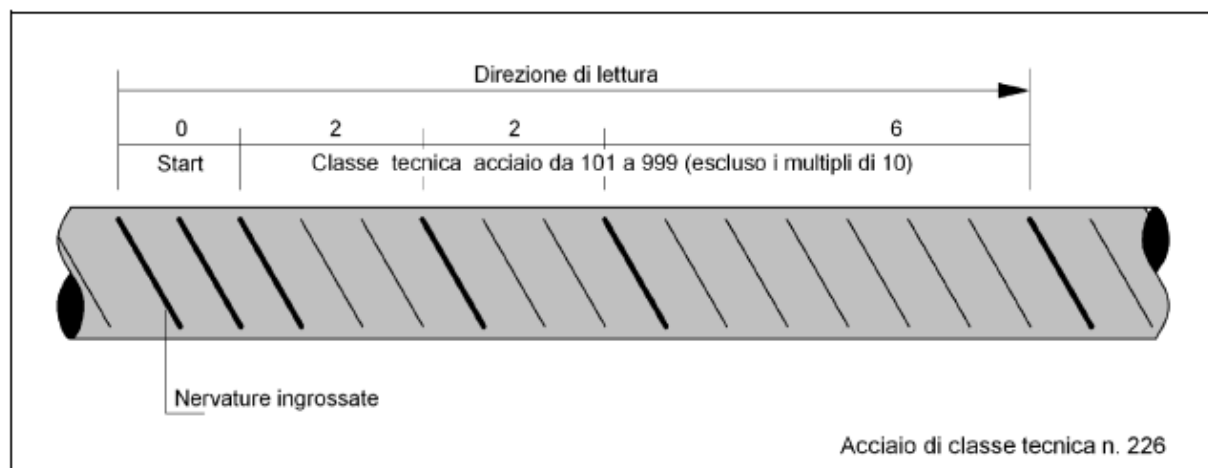 Direzione di lettura
0 2 2 6
Start Classe tecnica acciaio da 101 a 999 (escluso i multipli di 10)
Nervature ingrossate
Acciaio di classe tecnica n. 226